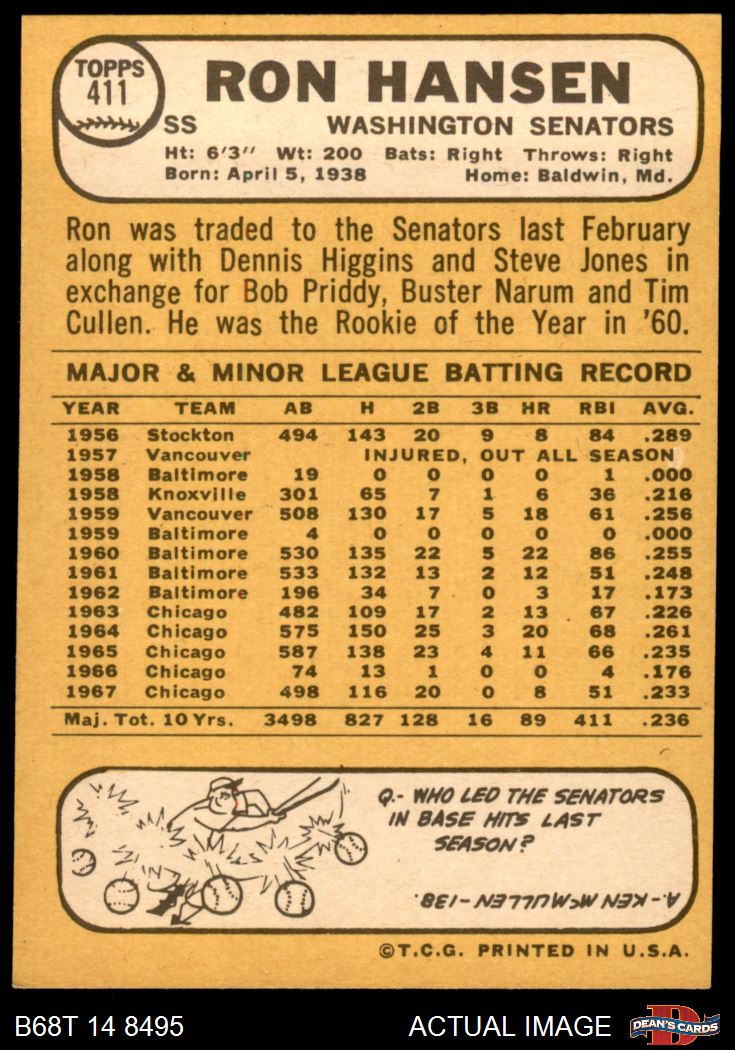 TOPPS
411
RON HANSEN
SS WASHINGTON SENATORS
Ht: 6'3" Wt: 200 Bats: Right Throws: Right
Born: April 5, 1938 Home: Baldwin, Md.
Ron was traded to the Senators last February
along with Dennis Higgins and Steve Jones in
exchange for Bob Priddy, Buster Narum and Tim
Cullen. He was the Rookie of the Year in '60.
MAJOR & MINOR LEAGUE BATTING RECORD
YEAR TEAM AB H 2B 3B HR RBI AVG.
1956 Stockton 494 143 20 9 8 84 .289
1957 Vancouver INJURED, OUT ALL SEASON
1958 Baltimore 19 0 0 0 0 1 .000
1958 Knoxville 301 65 7 1 6 36 .216
1959 Vancouver 508 130 17 5 18 61 .256
1959 Baltimore 4 0 0 0 0 0 .000
1960 Baltimore 530 135 22 5 22 86 .255
1961 Baltimore 533 132 13 2 12 51 .248
1962 Baltimore 196 34 7 0 3 17 .173
1963 Chicago 482 109 17 2 13 67 .226
1964 Chicago 575 150 25 3 20 68 .261
1965 Chicago 587 138 23 4 11 66 .235
1966 Chicago 74 13 1 0 0 4 .176
1967 Chicago 498 116 20 0 8 51 .233
Maj. Tot. 10 Yrs. 3498 827 128 16 89 411 .236
Q.- WHO LED THE SENATORS
IN BASE HITS LAST
SEASON?
A.- KEN McMULLEN - 138.
©T.C.G. PRINTED IN U.S.A.
B68T 14 8495 ACTUAL IMAGE DEAN'S CARDS